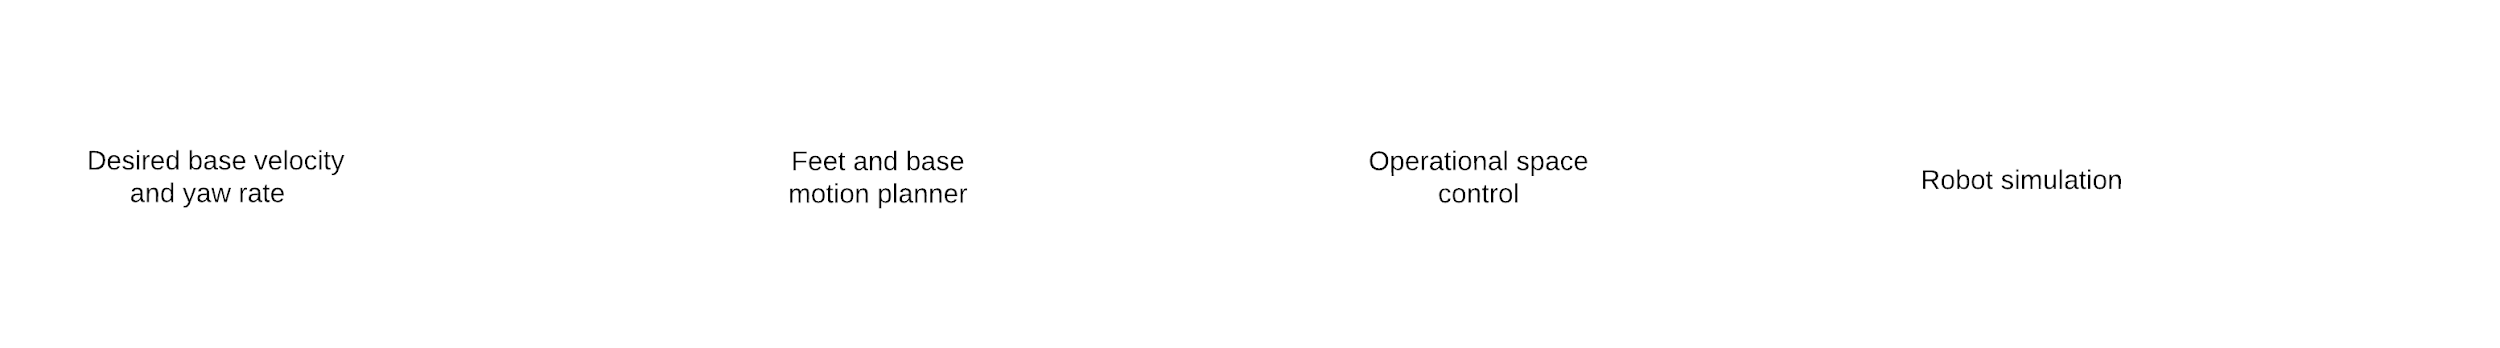 Desired base velocity
and yaw rate
Feet and base
motion planner
Operational space
control
Robot simulation